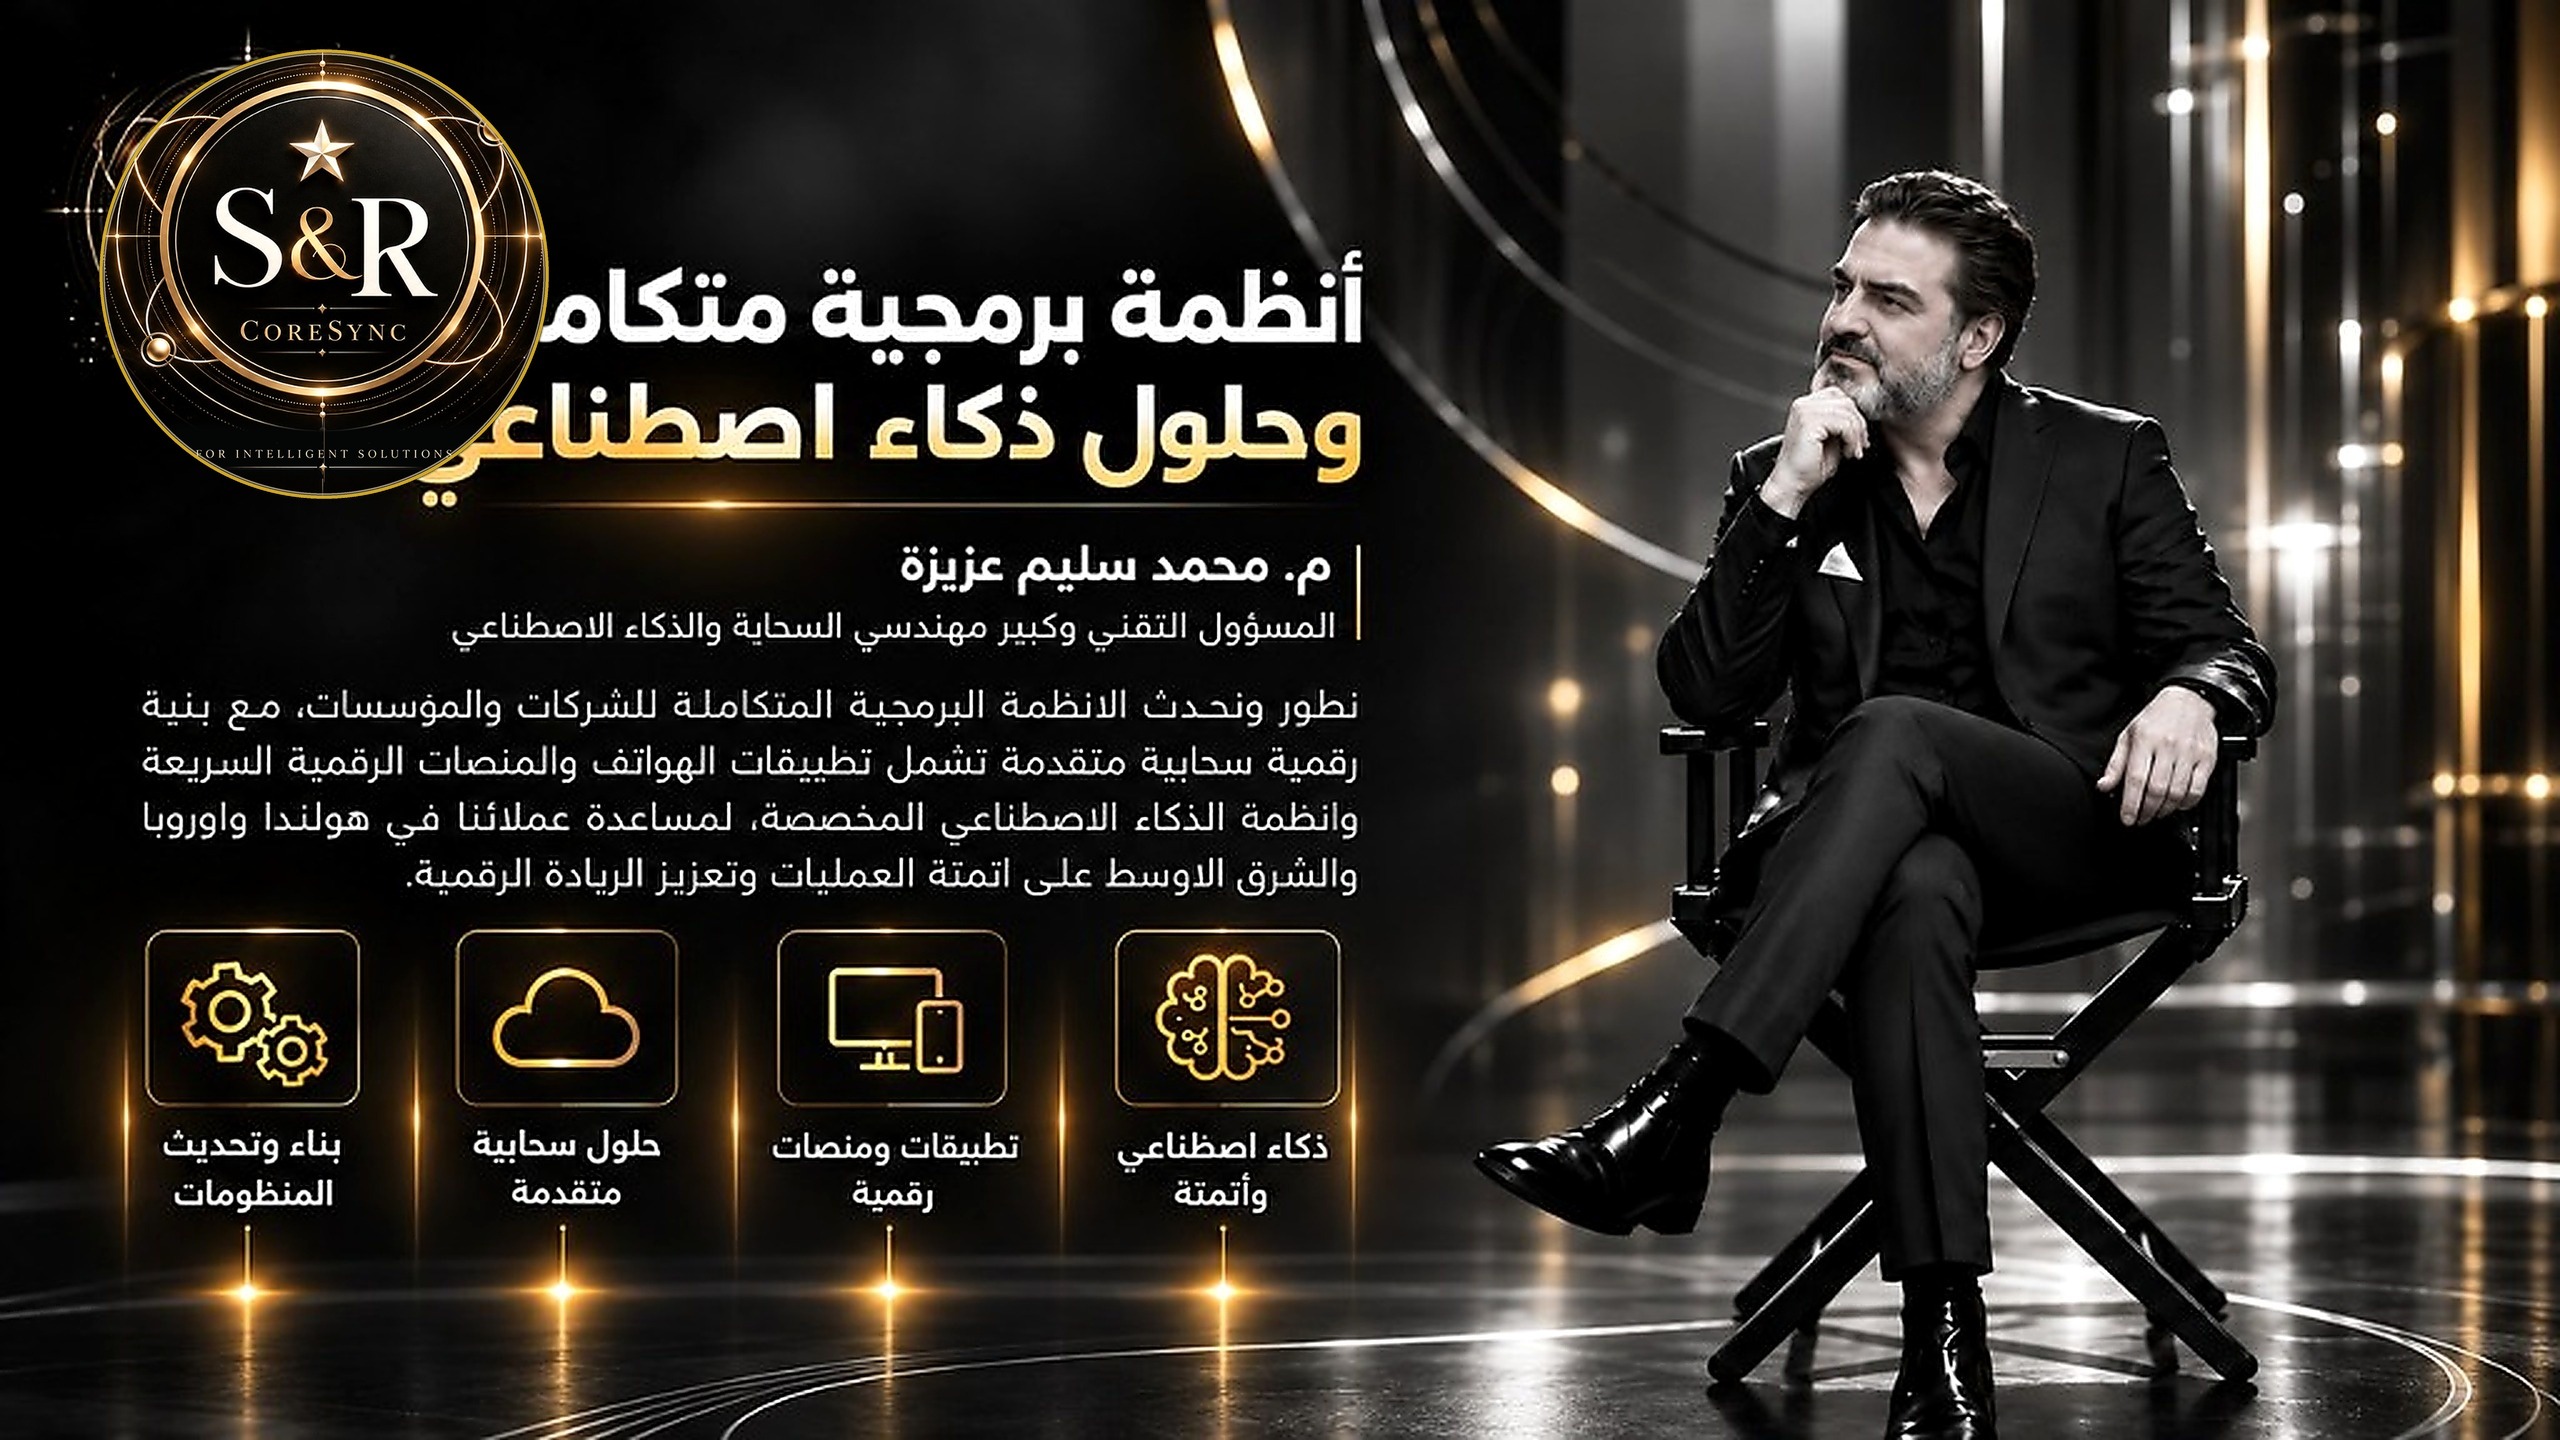 S&R
CORESYNC
FOR INTELLIGENT SOLUTIONS
أنظمة برمجية
وحلول ذكاء اصطناعي
م. محمد سليم عزيزة
المسؤول التقني وكبير مهندسي السحاية والذكاء الاصطناعي
نطور ونحدث الانظمة البرمجية المتكاملة للشركات والمؤسسات، مع بنية
رقمية سحابية متقدمة تشمل تطبيقات الهواتف والمنصات الرقمية السريعة
وانظمة الذكاء الاصطناعي المخصصة، لمساعدة عملائنا في هولندا واوروبا
والشرق الاوسط على اتمتة العمليات وتعزيز الريادة الرقمية.
ذكاء اصظناعي
وأتمتة
تطبيقات ومنصات
رقمية
حلول سحابية
متقدمة
بناء وتحديث
المنظومات